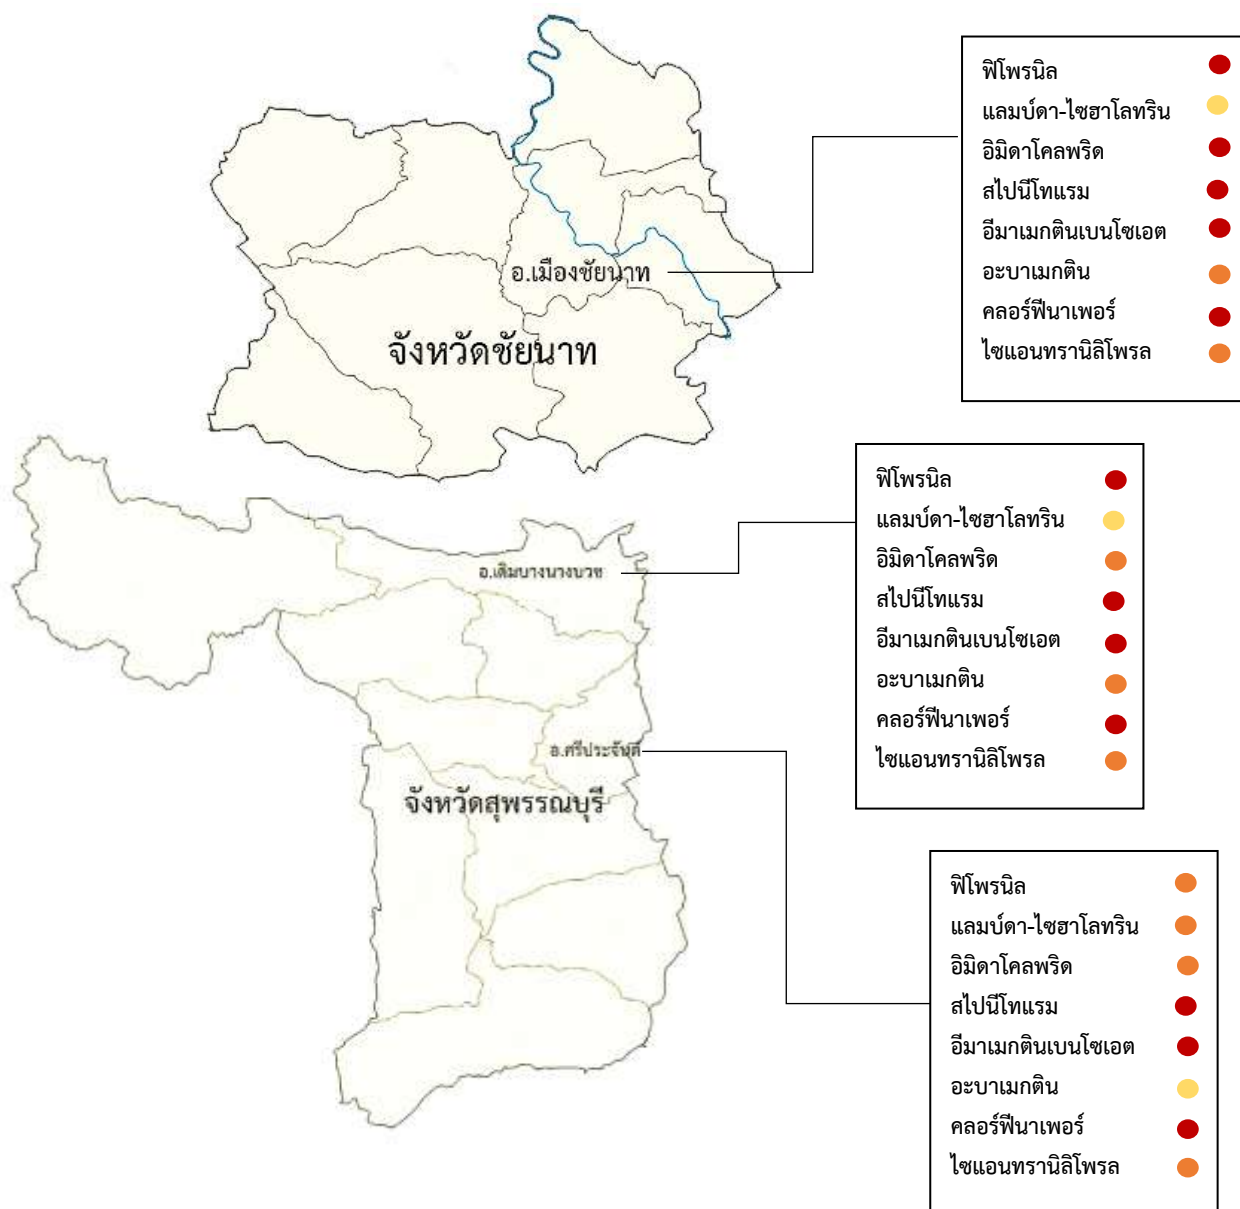 ฟิโพรนิล
แลมบ์ดา-ไซฮาโลทริน
อิมิดาโคลพริด
สไปนีโทแรม
อีมาเมกตินเบนโซเอต
อะบาเมกติน
คลอร์ฟีนาเพอร์
ไซแอนทรานิลิโพรล
อ.เมืองชัยนาท
จังหวัดชัยนาท
ฟิโพรนิล
แลมบ์ดา-ไซฮาโลทริน
อิมิดาโคลพริด
สไปนีโทแรม
อีมาเมกตินเบนโซเอต
อะบาเมกติน
คลอร์ฟีนาเพอร์
ไซแอนทรานิลิโพรล
อ.เดิมบางนางบวช
อ.ศรีประจันต์
จังหวัดสุพรรณบุรี
ฟิโพรนิล
แลมบ์ดา-ไซฮาโลทริน
อิมิดาโคลพริด
สไปนีโทแรม
อีมาเมกตินเบนโซเอต
อะบาเมกติน
คลอร์ฟีนาเพอร์
ไซแอนทรานิลิโพรล